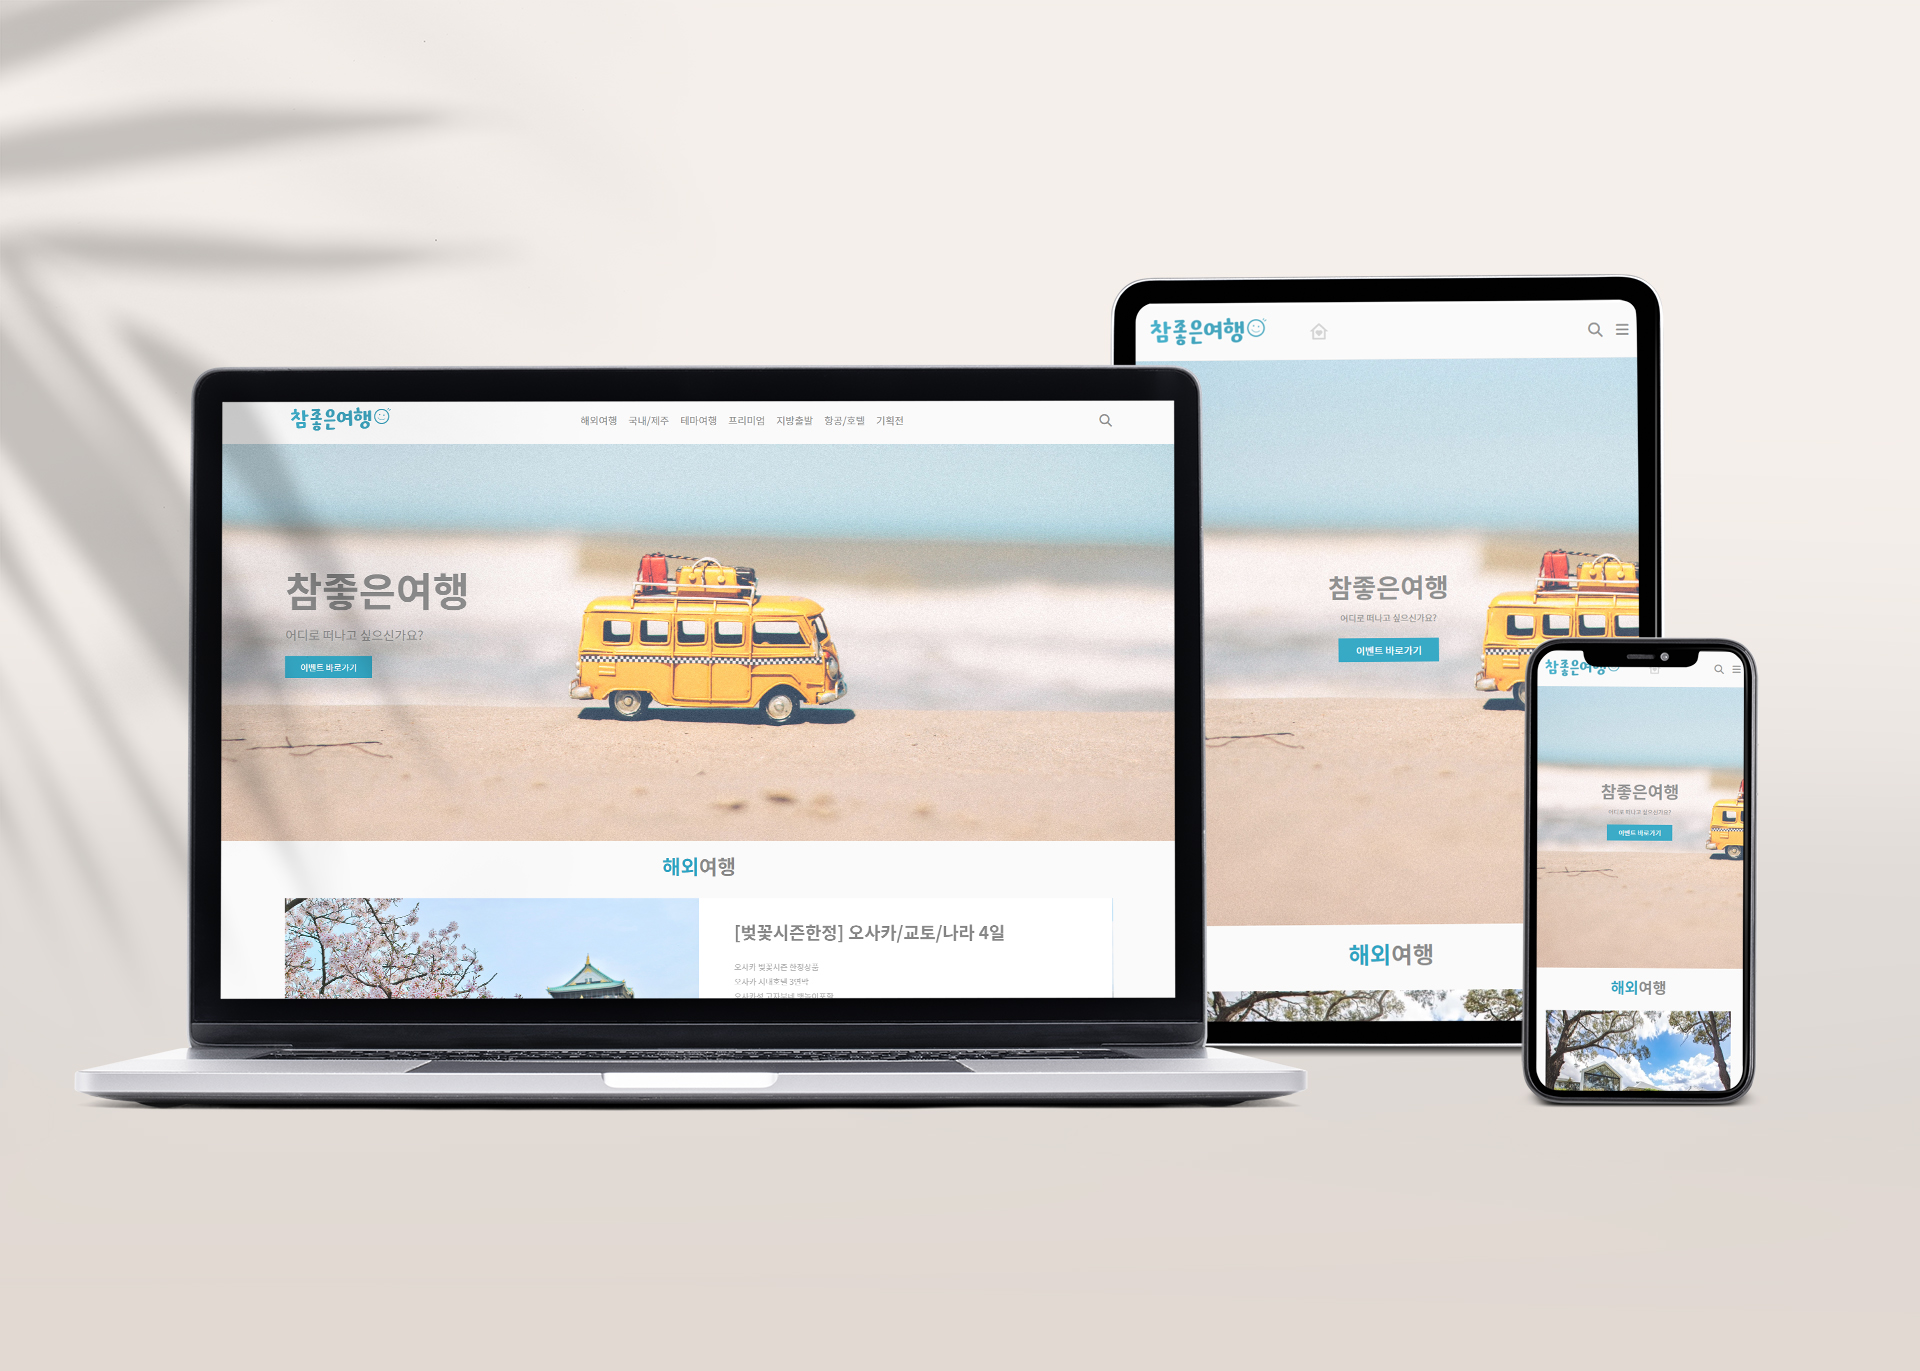 참좋은여행
해외여행 국내/제주 테마여행 프리미엄 지방출발 항공/호텔 기획전
참좋은여행
어디로 떠나고 싶으신가요?
이벤트 바로가기
해외여행
[벚꽃시즌한정] 오사카/교토/나라 4일
오사카 벚꽃시즌 한정상품
오사카 시내호텔 3연박
참좋은여행
참좋은여행
어디로 떠나고 싶으신가요?
이벤트 바로가기
해외여행
참좋은여행
참좋은여행
어디로 떠나고 싶으신가요?
이벤트 바로가기
해외여행